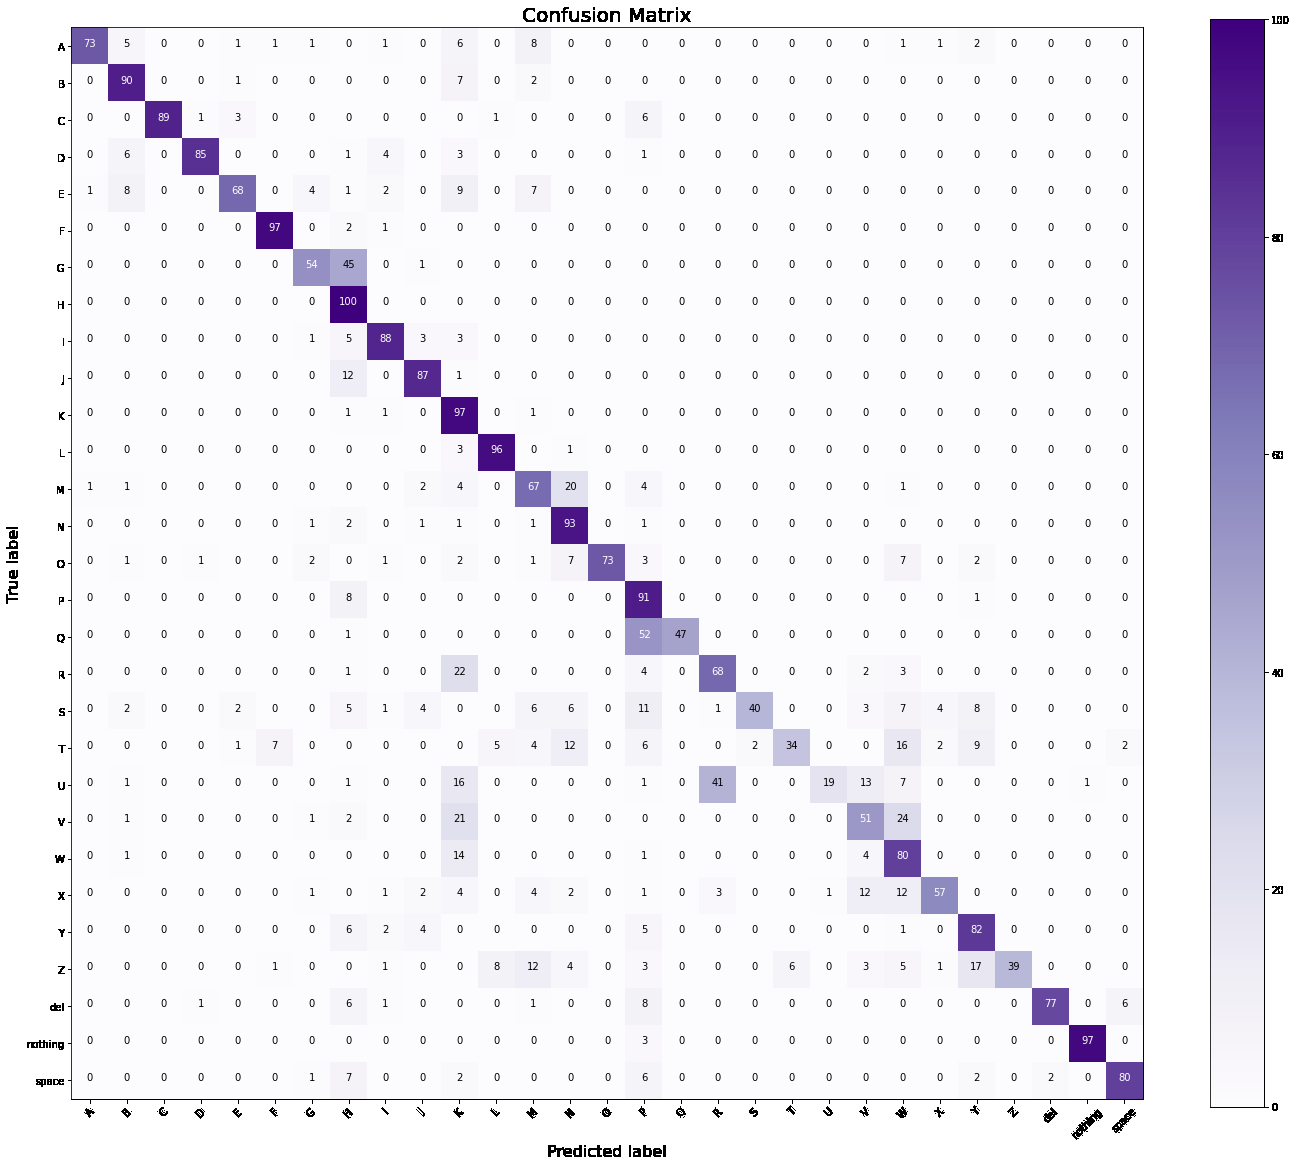 Confusion Matrix
A 73 5 0 0 1 1 1 0 1 0 6 0 8 0 0 0 0 0 0 0 0 0 1 1 2 0 0 0 0
B 0 90 0 0 1 0 0 0 0 0 7 0 2 0 0 0 0 0 0 0 0 0 0 0 0 0 0 0 0
C 0 0 89 1 3 0 0 0 0 0 0 1 0 0 0 6 0 0 0 0 0 0 0 0 0 0 0 0 0
D 0 6 0 85 0 0 0 1 4 0 3 0 0 0 0 1 0 0 0 0 0 0 0 0 0 0 0 0 0
E 1 8 0 0 68 0 4 1 2 0 9 0 7 0 0 0 0 0 0 0 0 0 0 0 0 0 0 0 0
F 0 0 0 0 0 97 0 2 1 0 0 0 0 0 0 0 0 0 0 0 0 0 0 0 0 0 0 0 0
G 0 0 0 0 0 0 54 45 0 1 0 0 0 0 0 0 0 0 0 0 0 0 0 0 0 0 0 0 0
H 0 0 0 0 0 0 0 100 0 0 0 0 0 0 0 0 0 0 0 0 0 0 0 0 0 0 0 0 0
I 0 0 0 0 0 0 1 5 88 3 3 0 0 0 0 0 0 0 0 0 0 0 0 0 0 0 0 0 0
J 0 0 0 0 0 0 0 12 0 87 1 0 0 0 0 0 0 0 0 0 0 0 0 0 0 0 0 0 0
K 0 0 0 0 0 0 0 1 1 0 97 0 1 0 0 0 0 0 0 0 0 0 0 0 0 0 0 0 0
L 0 0 0 0 0 0 0 0 0 0 3 96 0 1 0 0 0 0 0 0 0 0 0 0 0 0 0 0 0
M 1 1 0 0 0 0 0 0 0 2 4 0 67 20 0 4 0 0 0 0 0 0 1 0 0 0 0 0 0
N 0 0 0 0 0 0 1 2 0 1 1 0 1 93 0 1 0 0 0 0 0 0 0 0 0 0 0 0 0
O 0 1 0 1 0 0 2 0 1 0 2 0 1 7 73 3 0 0 0 0 0 0 7 0 2 0 0 0 0
P 0 0 0 0 0 0 0 8 0 0 0 0 0 0 0 91 0 0 0 0 0 0 0 0 1 0 0 0 0
Q 0 0 0 0 0 0 0 1 0 0 0 0 0 0 0 52 47 0 0 0 0 0 0 0 0 0 0 0 0
R 0 0 0 0 0 0 0 1 0 0 22 0 0 0 0 4 0 68 0 0 0 2 3 0 0 0 0 0 0
S 0 2 0 0 2 0 0 5 1 4 0 0 6 6 0 11 0 1 40 0 0 3 7 4 8 0 0 0 0
T 0 0 0 0 1 7 0 0 0 0 0 5 4 12 0 6 0 0 2 34 0 0 16 2 9 0 0 0 2
U 0 1 0 0 0 0 0 1 0 0 16 0 0 0 0 1 0 41 0 0 19 13 7 0 0 0 0 1 0
V 0 1 0 0 0 0 1 2 0 0 21 0 0 0 0 0 0 0 0 0 0 51 24 0 0 0 0 0 0
W 0 1 0 0 0 0 0 0 0 0 14 0 0 0 0 1 0 0 0 0 0 4 80 0 0 0 0 0 0
X 0 0 0 0 0 0 1 0 1 2 4 0 4 2 0 1 0 3 0 0 1 12 12 57 0 0 0 0 0
Y 0 0 0 0 0 0 0 6 2 4 0 0 0 0 0 5 0 0 0 0 0 0 1 0 82 0 0 0 0
Z 0 0 0 0 0 1 0 0 1 0 0 8 12 4 0 3 0 0 0 6 0 3 5 1 17 39 0 0 0
del 0 0 0 1 0 0 0 6 1 0 0 0 1 0 0 8 0 0 0 0 0 0 0 0 0 0 77 0 6
nothing 0 0 0 0 0 0 0 0 0 0 0 0 0 0 0 3 0 0 0 0 0 0 0 0 0 0 0 97 0
space 0 0 0 0 0 0 1 7 0 0 2 0 0 0 0 6 0 0 0 0 0 0 0 0 2 0 2 0 80
A B C D E F G H I J K L M N O P Q R S T U V W X Y Z del nothing space
True label
Predicted label
100
80
60
40
20
0